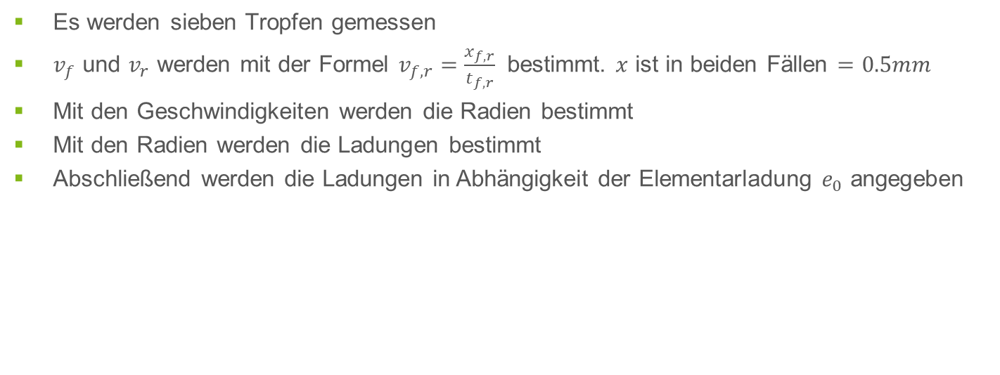 ▪ Es werden sieben Tropfen gemessen
▪ $v_f$ und $v_r$ werden mit der Formel $v_{f,r} = \frac{x_{f,r}}{t_{f,r}}$ bestimmt. $x$ ist in beiden Fällen $= 0.5mm$
▪ Mit den Geschwindigkeiten werden die Radien bestimmt
▪ Mit den Radien werden die Ladungen bestimmt
▪ Abschließend werden die Ladungen in Abhängigkeit der Elementarladung $e_0$ angegeben